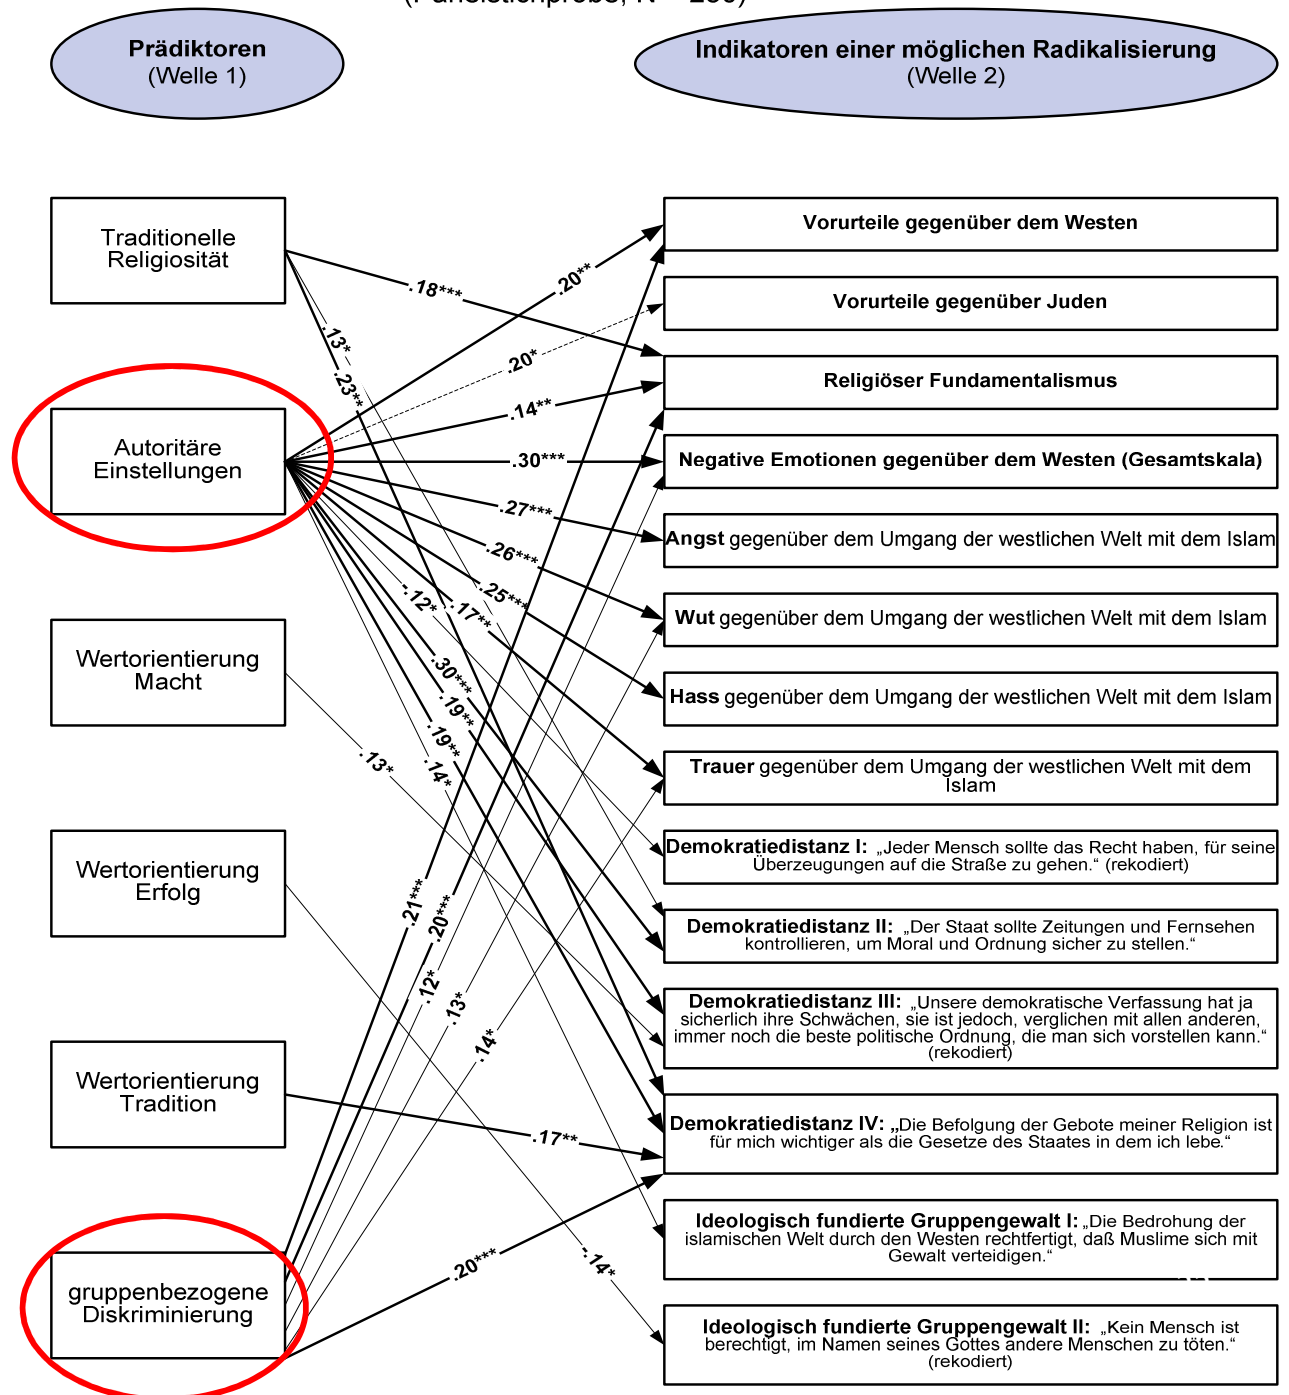 Prädiktoren
(Welle 1)
Indikatoren einer möglichen Radikalisierung
(Welle 2)
Traditionelle
Religiosität
Autoritäre
Einstellungen
Wertorientierung
Macht
Wertorientierung
Erfolg
Wertorientierung
Tradition
gruppenbezogene
Diskriminierung
.18***
.13*
.23**
.20**
.20*
.14**
.30***
.27***
.26***
.25***
.17**
-.12*
.30***
.19**
.19**
.14*
.13*
.21***
.20***
.12*
.13*
.14*
.17**
.20***
-.14*
Vorurteile gegenüber dem Westen
Vorurteile gegenüber Juden
Religiöser Fundamentalismus
Negative Emotionen gegenüber dem Westen (Gesamtskala)
Angst gegenüber dem Umgang der westlichen Welt mit dem Islam
Wut gegenüber dem Umgang der westlichen Welt mit dem Islam
Hass gegenüber dem Umgang der westlichen Welt mit dem Islam
Trauer gegenüber dem Umgang der westlichen Welt mit dem
Islam
Demokratiedistanz I: „Jeder Mensch sollte das Recht haben, für seine
Überzeugungen auf die Straße zu gehen.“ (rekodiert)
Demokratiedistanz II: „Der Staat sollte Zeitungen und Fernsehen
kontrollieren, um Moral und Ordnung sicher zu stellen.“
Demokratiedistanz III: „Unsere demokratische Verfassung hat ja
sicherlich ihre Schwächen, sie ist jedoch, verglichen mit allen anderen,
immer noch die beste politische Ordnung, die man sich vorstellen kann.“
(rekodiert)
Demokratiedistanz IV: „Die Befolgung der Gebote meiner Religion ist
für mich wichtiger als die Gesetze des Staates in dem ich lebe.“
Ideologisch fundierte Gruppengewalt I: „Die Bedrohung der
islamischen Welt durch den Westen rechtfertigt, daß Muslime sich mit
Gewalt verteidigen.“
Ideologisch fundierte Gruppengewalt II: „Kein Mensch ist
berechtigt, im Namen seines Gottes andere Menschen zu töten.“
(rekodiert)